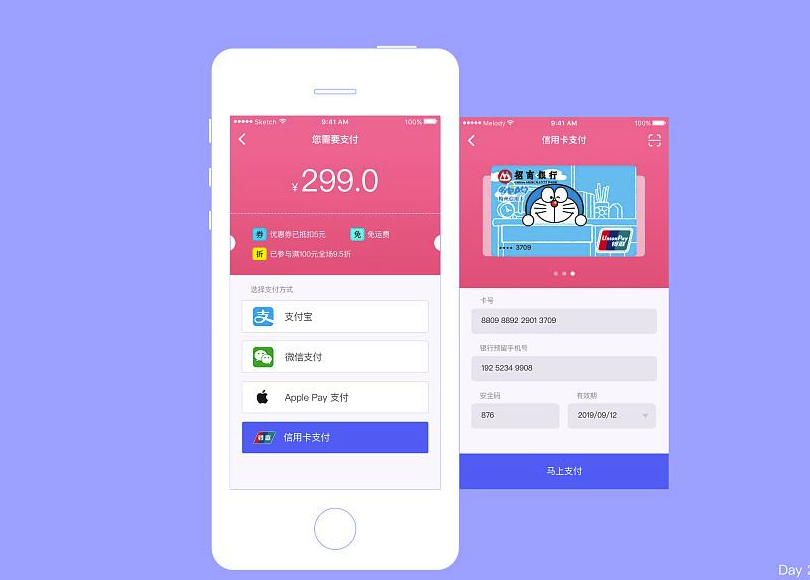 Sketch 9:41 AM 100%
您需要支付
¥299.0
券 优惠券已抵扣5元 免 免运费
折 已参与满100元全场9.5折
选择支付方式
支付宝
微信支付
Apple Pay 支付
信用卡支付
Melody 9:41 AM 100%
信用卡支付
招商银行
CHINA MERCHANTS BANK
UnionPay
银联
•••• 3709
卡号
8809 8892 2901 3709
银行预留手机号
192 5234 9908
安全码 有效期
876 2019/09/12
马上支付
Day 2